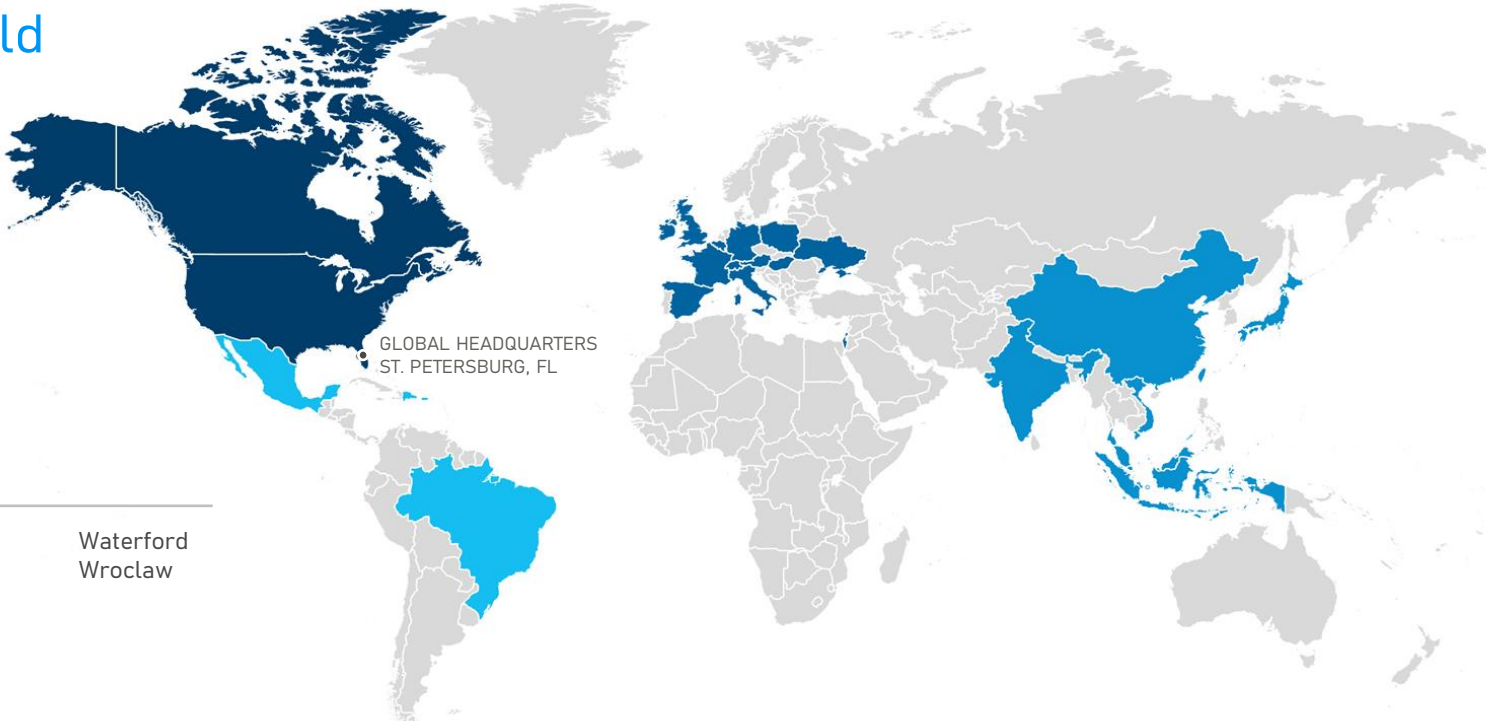 ld
GLOBAL HEADQUARTERS
ST. PETERSBURG, FL
Waterford
Wroclaw